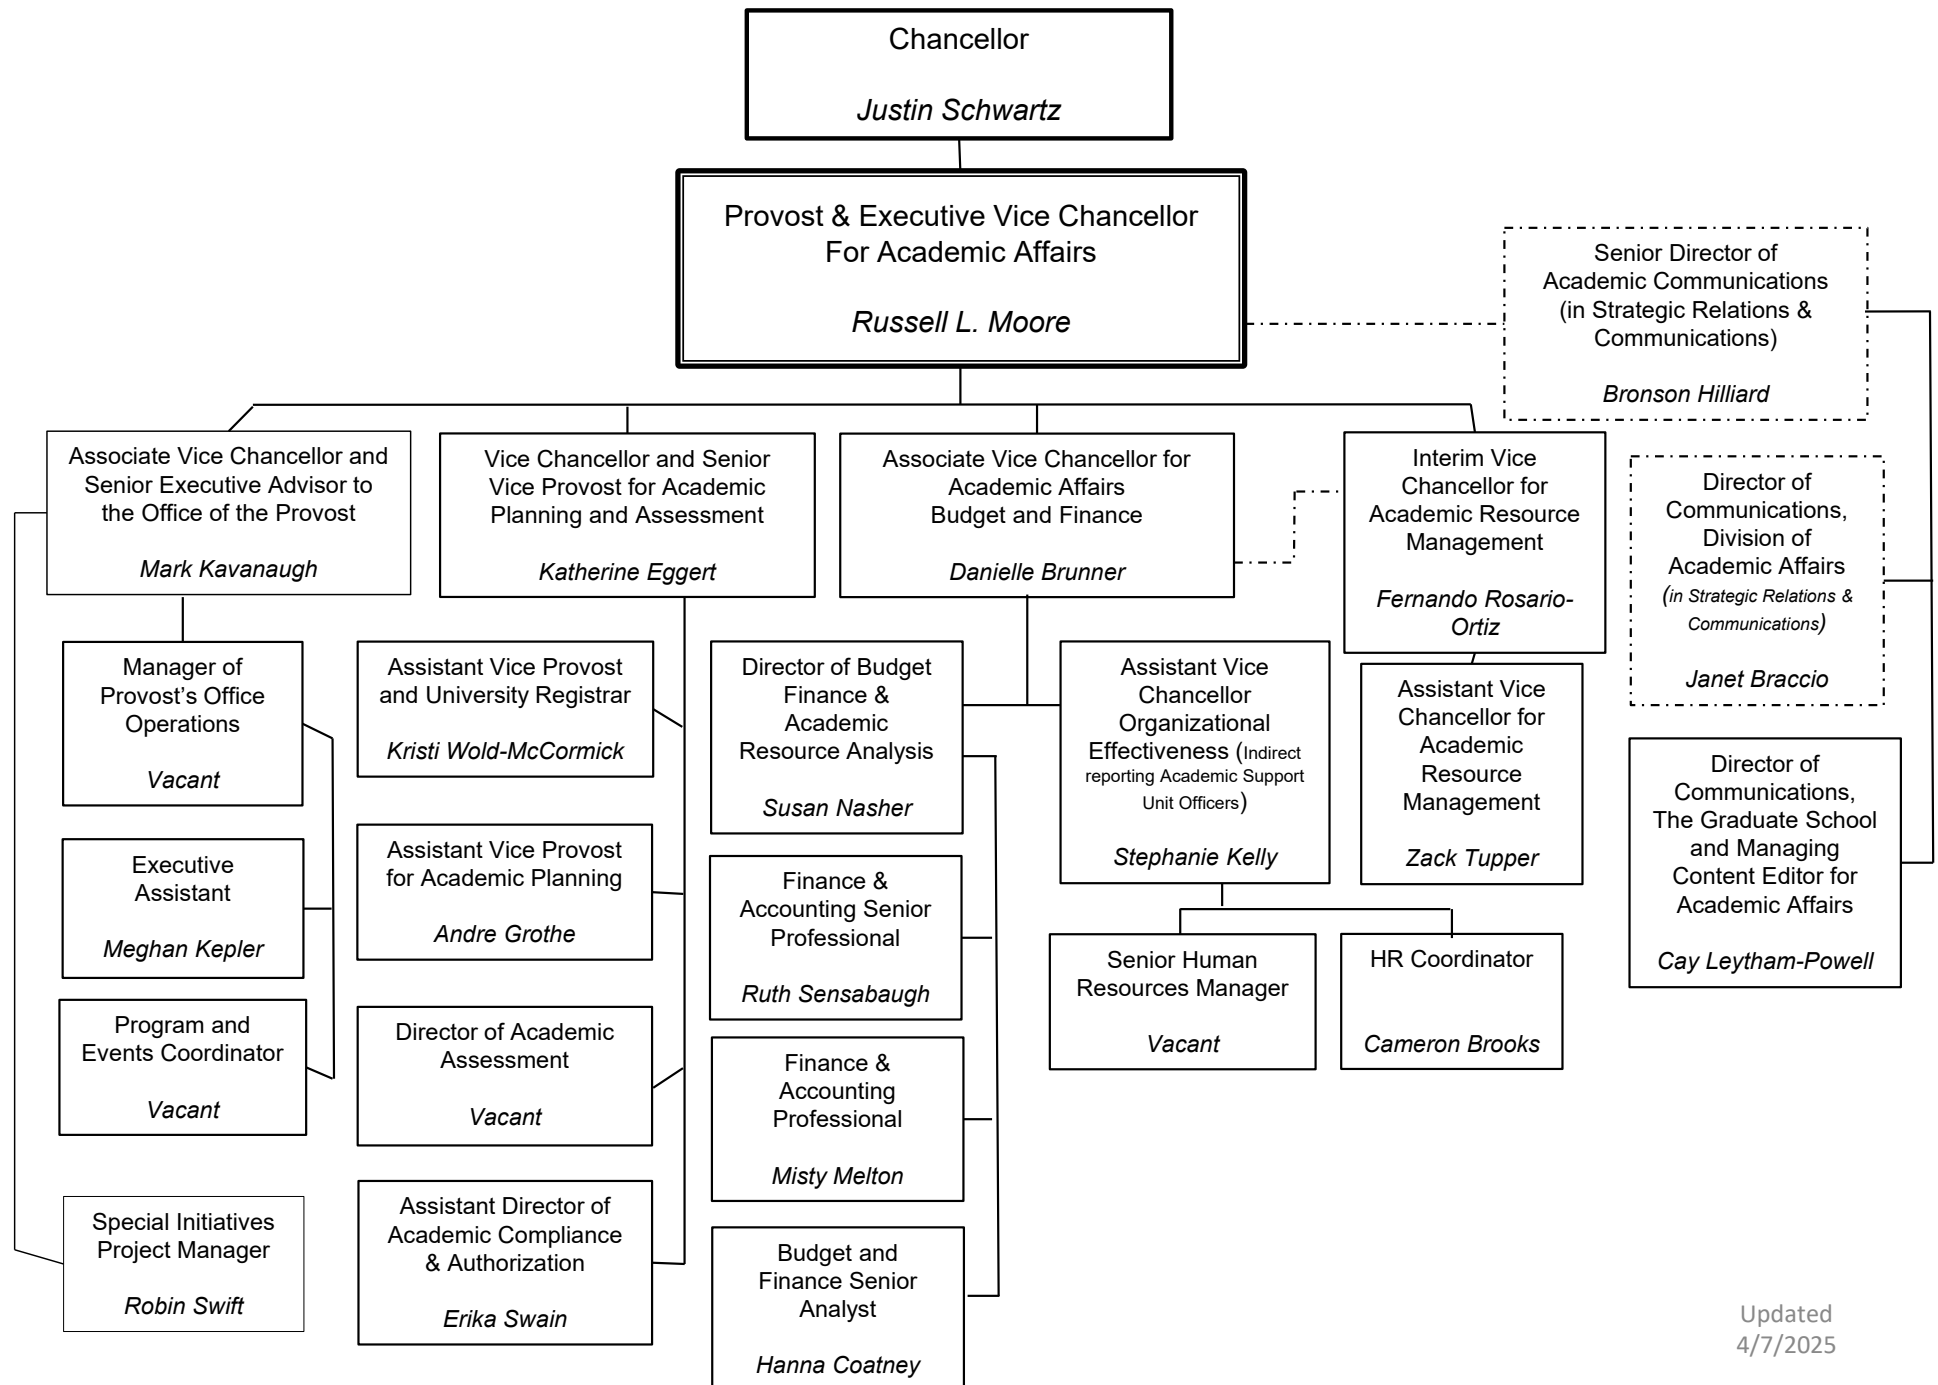 Chancellor
Justin Schwartz
Provost & Executive Vice Chancellor
For Academic Affairs
Russell L. Moore
Senior Director of
Academic Communications
(in Strategic Relations &
Communications)
Bronson Hilliard
Associate Vice Chancellor and
Senior Executive Advisor to
the Office of the Provost
Mark Kavanaugh
Vice Chancellor and Senior
Vice Provost for Academic
Planning and Assessment
Katherine Eggert
Associate Vice Chancellor for
Academic Affairs
Budget and Finance
Danielle Brunner
Interim Vice
Chancellor for
Academic Resource
Management
Fernando Rosario-
Ortiz
Director of
Communications,
Division of
Academic Affairs
(in Strategic Relations &
Communications)
Janet Braccio
Manager of
Provost’s Office
Operations
Vacant
Assistant Vice Provost
and University Registrar
Kristi Wold-McCormick
Director of Budget
Finance &
Academic
Resource Analysis
Susan Nasher
Assistant Vice
Chancellor
Organizational
Effectiveness (Indirect
reporting Academic Support
Unit Officers)
Stephanie Kelly
Assistant Vice
Chancellor for
Academic
Resource
Management
Zack Tupper
Director of
Communications,
The Graduate School
and Managing
Content Editor for
Academic Affairs
Cay Leytham-Powell
Executive
Assistant
Meghan Kepler
Assistant Vice Provost
for Academic Planning
Andre Grothe
Finance &
Accounting Senior
Professional
Ruth Sensabaugh
Senior Human
Resources Manager
Vacant
HR Coordinator
Cameron Brooks
Program and
Events Coordinator
Vacant
Director of Academic
Assessment
Vacant
Finance &
Accounting
Professional
Misty Melton
Special Initiatives
Project Manager
Robin Swift
Assistant Director of
Academic Compliance
& Authorization
Erika Swain
Budget and
Finance Senior
Analyst
Hanna Coatney
Updated
4/7/2025